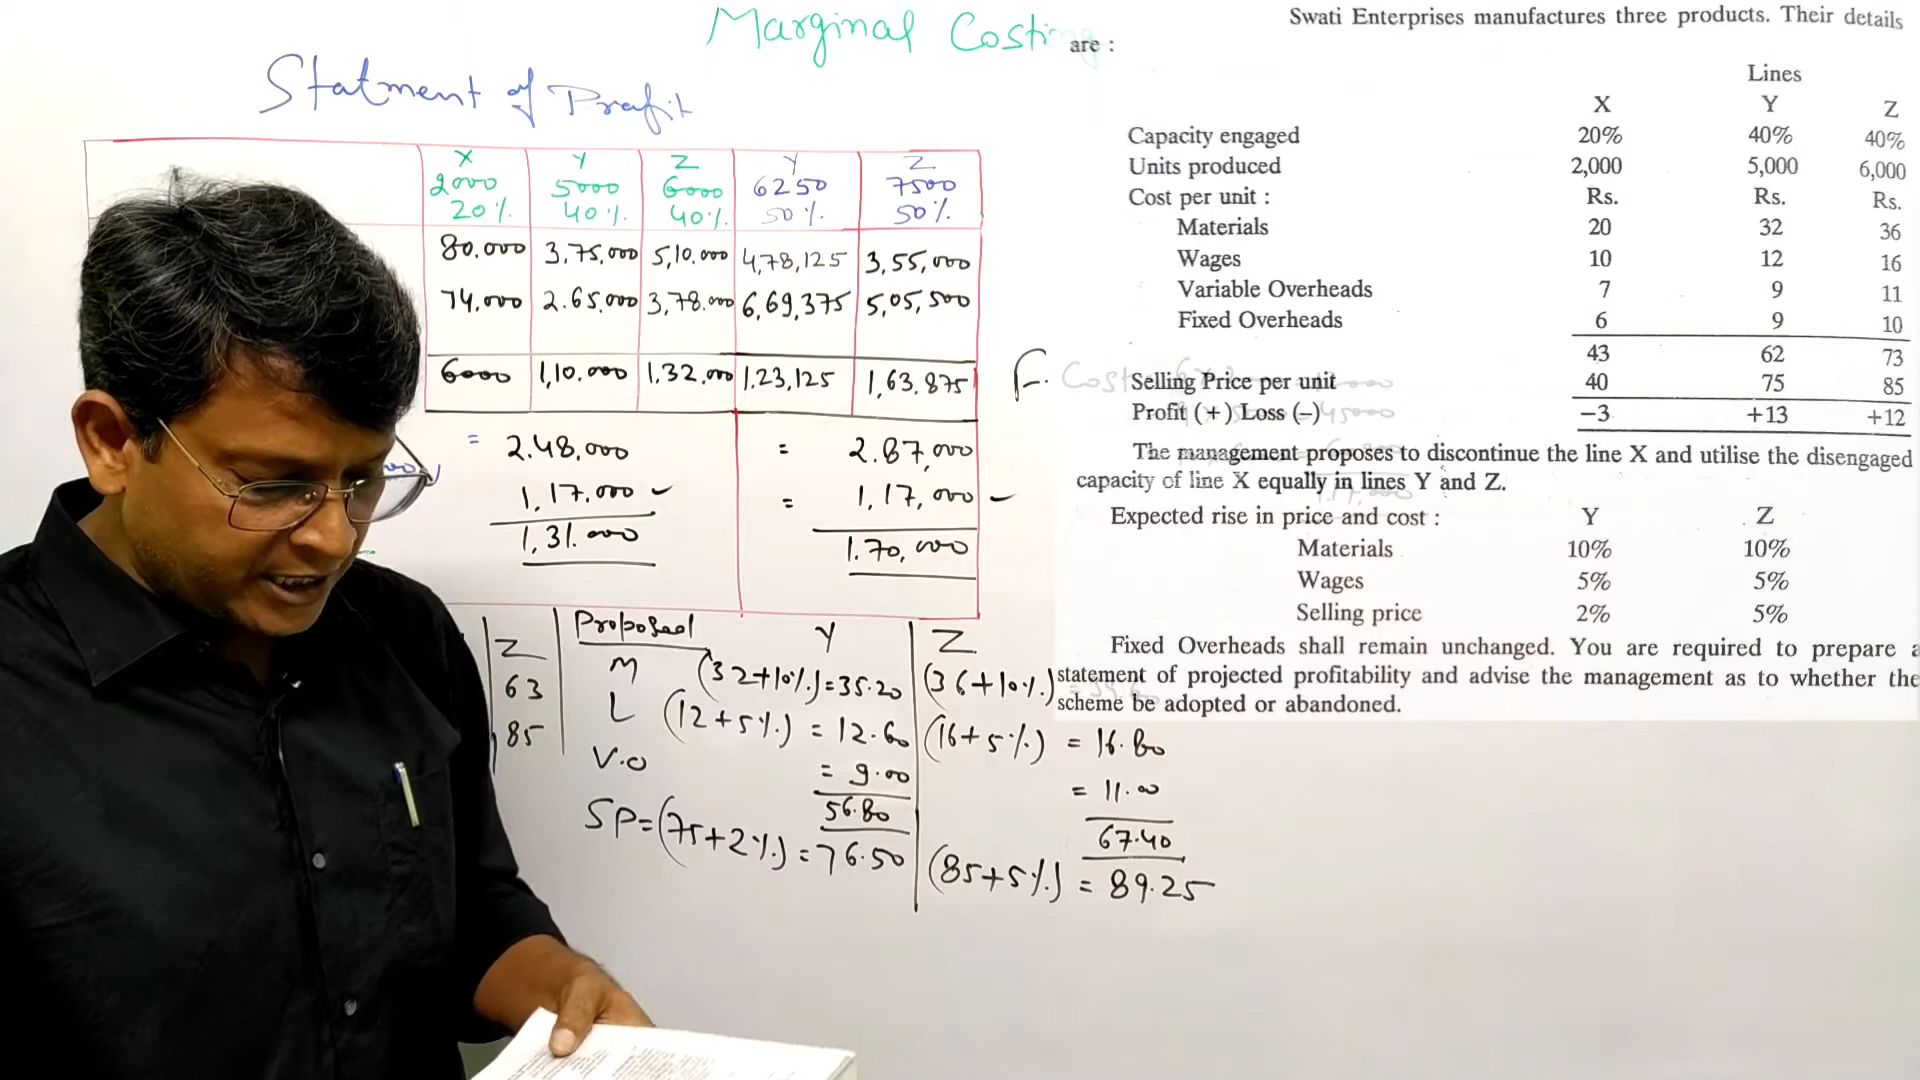 Marginal Costin
Statment of Profit
X Y Z Y Z
2000 5000 6000 6250 7500
20% 40% 40% 50% 50%
80.000 3,75,000 5,10.000 4,78,125 3,55,000
74,000 2.65,000 3,78.000 6,69,375 5,05,500
6000 1,10.000 1.32.000 1.23,125 1,63.875
= 2.48,000 = 2.87,000
1,17.000 = 1,17,000
1,31.000 1.70,000
Z
63
85
Proposed Y Z
M (32+10%)=35.20 (36+10%)
L (12+5%) = 12.60 (16+5%) = 16.80
V.O = 9.00 = 11.00
56.80 67.40
SP=(75+2%)=76.50 (85+5%) = 89.25
F. Cost
Swati Enterprises manufactures three products. Their details
are :
Lines
X Y Z
Capacity engaged 20% 40% 40%
Units produced 2,000 5,000 6,000
Cost per unit : Rs. Rs. Rs.
Materials 20 32 36
Wages 10 12 16
Variable Overheads 7 9 11
Fixed Overheads 6 9 10
43 62 73
Selling Price per unit 40 75 85
Profit (+) Loss (–) –3 +13 +12
The management proposes to discontinue the line X and utilise the disengaged
capacity of line X equally in lines Y and Z.
Expected rise in price and cost : Y Z
Materials 10% 10%
Wages 5% 5%
Selling price 2% 5%
Fixed Overheads shall remain unchanged. You are required to prepare a
statement of projected profitability and advise the management as to whether the
scheme be adopted or abandoned.